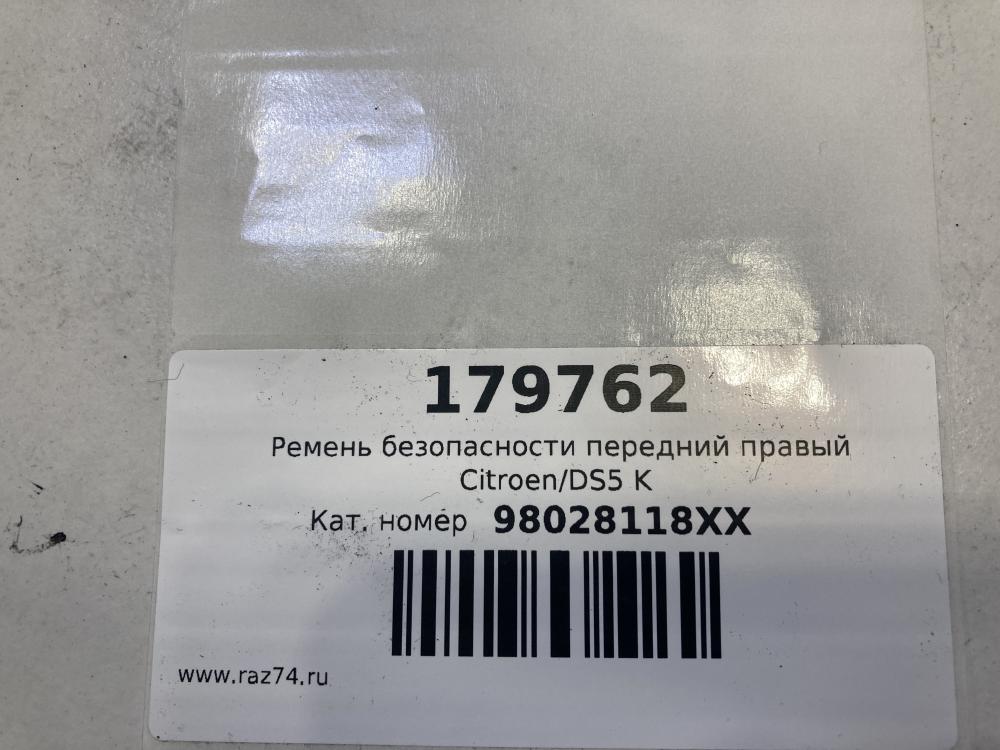 179762
Ремень безопасности передний правый
Citroen/DS5 K
Кат. номер 98028118XX
www.raz74.ru